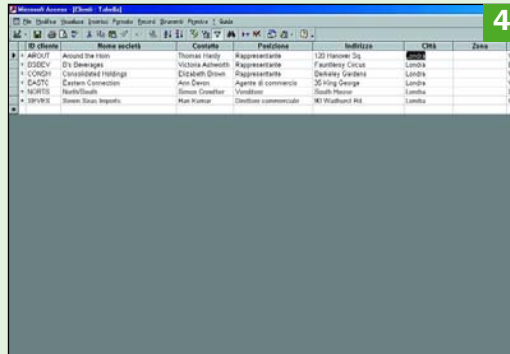 Microsoft Access - [Clienti : Tabella]
File Modifica Visualizza Inserisci Formato Record Strumenti Finestra ?
4
ID cliente Nome società Contatto Posizione Indirizzo Città Zona
AROUT Around the Horn Thomas Hardy Rappresentante 120 Hanover Sq. Londra
BSBEV B's Beverages Victoria Ashworth Rappresentante Fauntleroy Circus Londra
CONSH Consolidated Holdings Elizabeth Brown Rappresentante Berkeley Gardens Londra
EASTC Eastern Connection Ann Devon Agente di commercio 35 King George Londra
NORTS North/South Simon Crowther Venditore South House Londra
SEVES Seven Seas Imports Hari Kumar Direttore commerciale 90 Wadhurst Rd. Londra